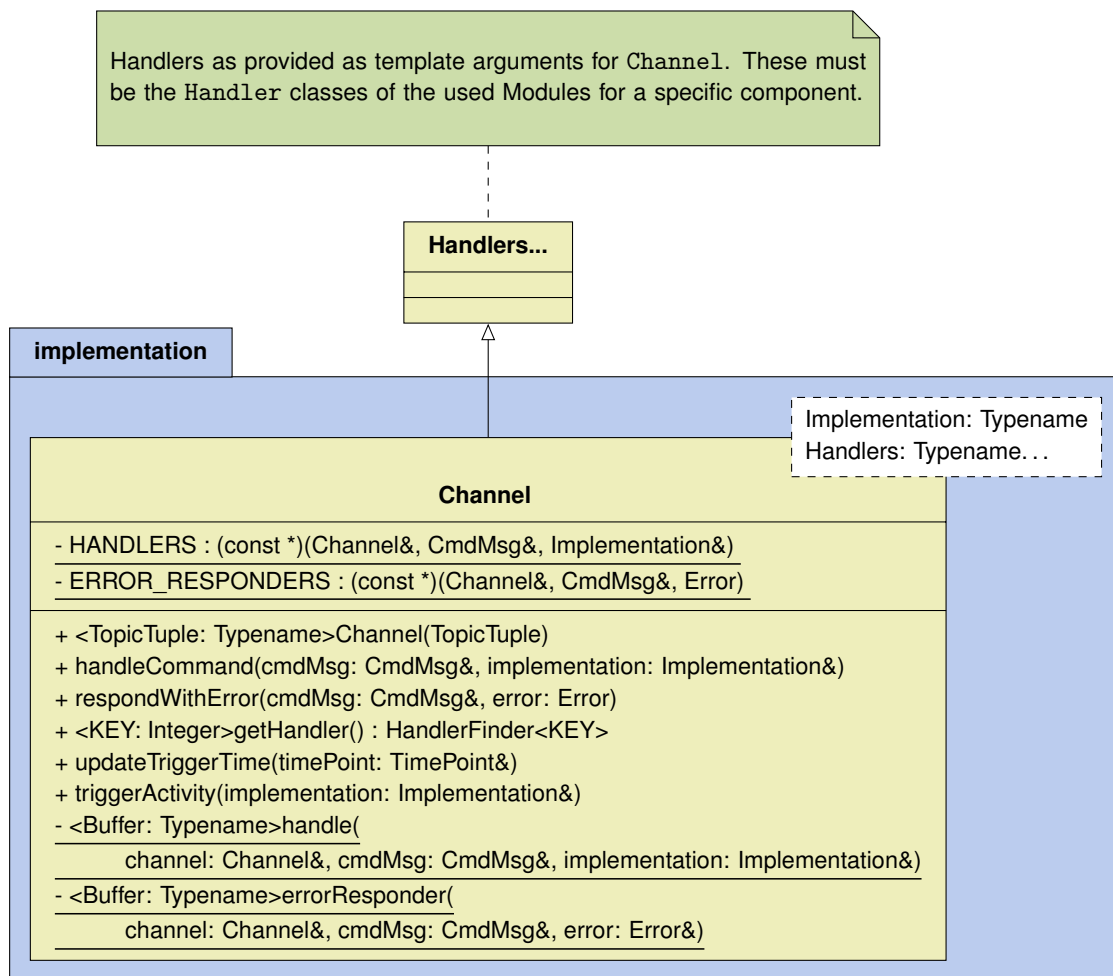 Handlers as provided as template arguments for Channel. These must
be the Handler classes of the used Modules for a specific component.
Handlers...
implementation
Implementation: Typename
Handlers: Typename...
Channel
- HANDLERS : (const *)(Channel&, CmdMsg&, Implementation&)
- ERROR_RESPONDERS : (const *)(Channel&, CmdMsg&, Error)
+ <TopicTuple: Typename>Channel(TopicTuple)
+ handleCommand(cmdMsg: CmdMsg&, implementation: Implementation&)
+ respondWithError(cmdMsg: CmdMsg&, error: Error)
+ <KEY: Integer>getHandler() : HandlerFinder<KEY>
+ updateTriggerTime(timePoint: TimePoint&)
+ triggerActivity(implementation: Implementation&)
- <Buffer: Typename>handle(
channel: Channel&, cmdMsg: CmdMsg&, implementation: Implementation&)
- <Buffer: Typename>errorResponder(
channel: Channel&, cmdMsg: CmdMsg&, error: Error&)